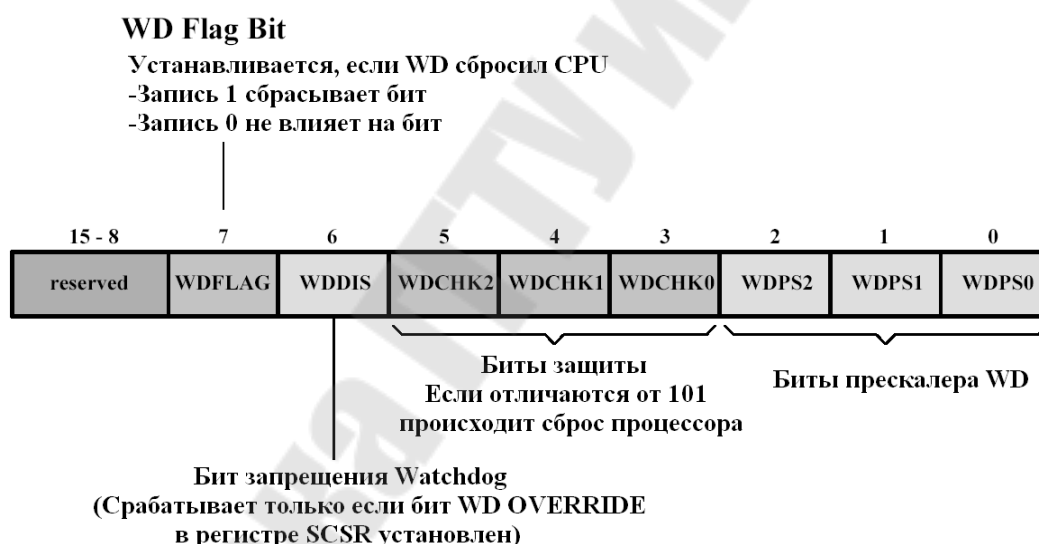 WD Flag Bit
Устанавливается, если WD сбросил CPU
-Запись 1 сбрасывает бит
-Запись 0 не влияет на бит
15 - 8 7 6 5 4 3 2 1 0
reserved WDFLAG WDDIS WDCHK2 WDCHK1 WDCHK0 WDPS2 WDPS1 WDPS0
Биты защиты
Если отличаются от 101
происходит сброс процессора
Биты прескалера WD
Бит запрещения Watchdog
(Срабатывает только если бит WD OVERRIDE
в регистре SCSR установлен)